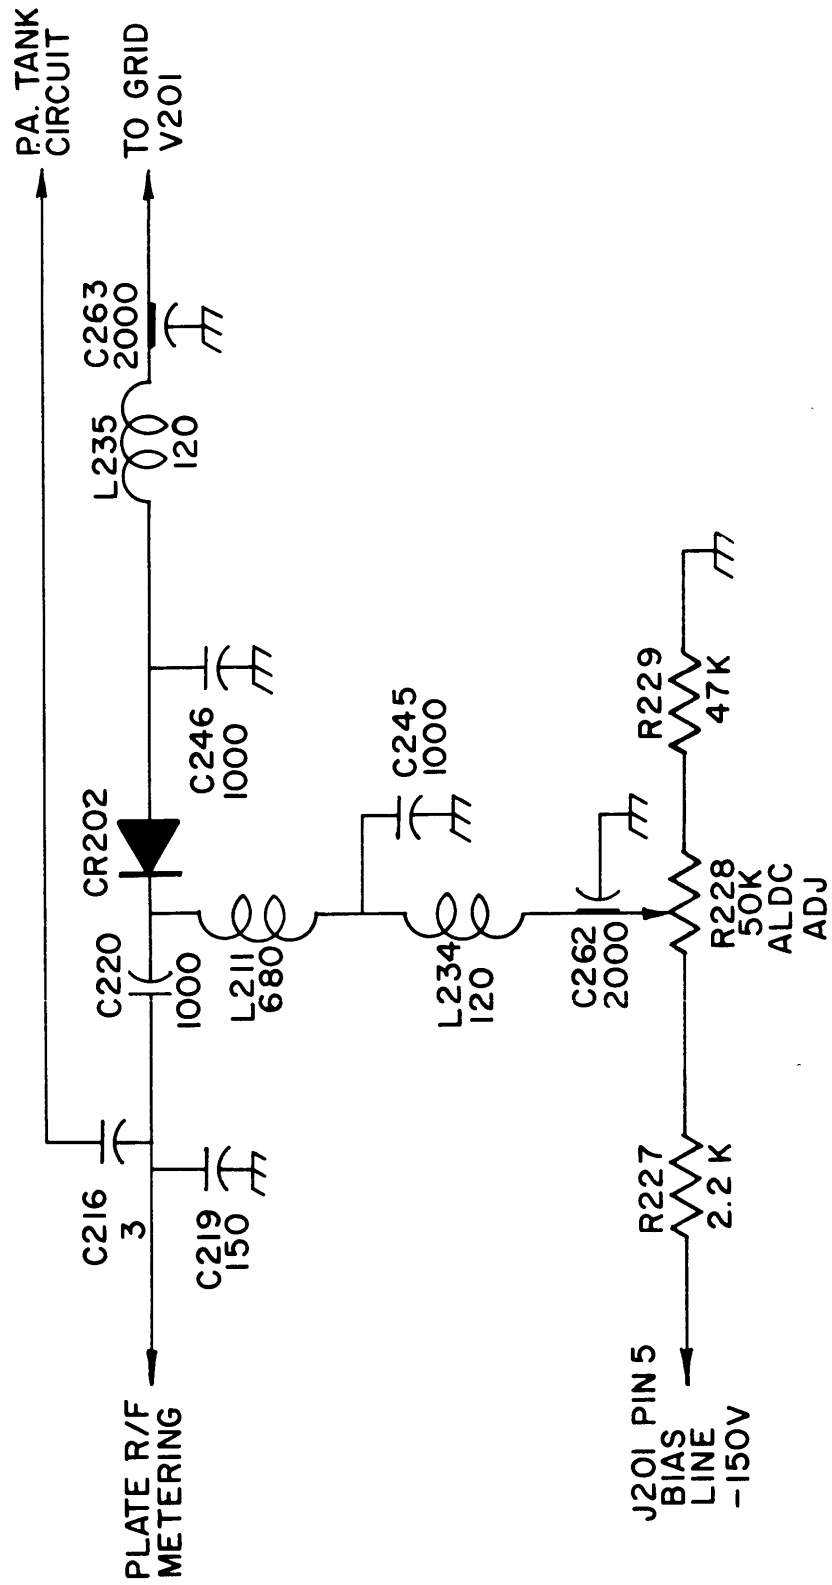 P.A. TANK
CIRCUIT
TO GRID
V201
C263
2000
L235
120
C246
1000
CR202
C220
1000
C216
3
C219
150
PLATE R/F
METERING
L211
680
C245
1000
L234
120
C262
2000
R229
47K
R228
50K
ALDC
ADJ
R227
2.2K
J201 PIN 5
BIAS
LINE
-150V